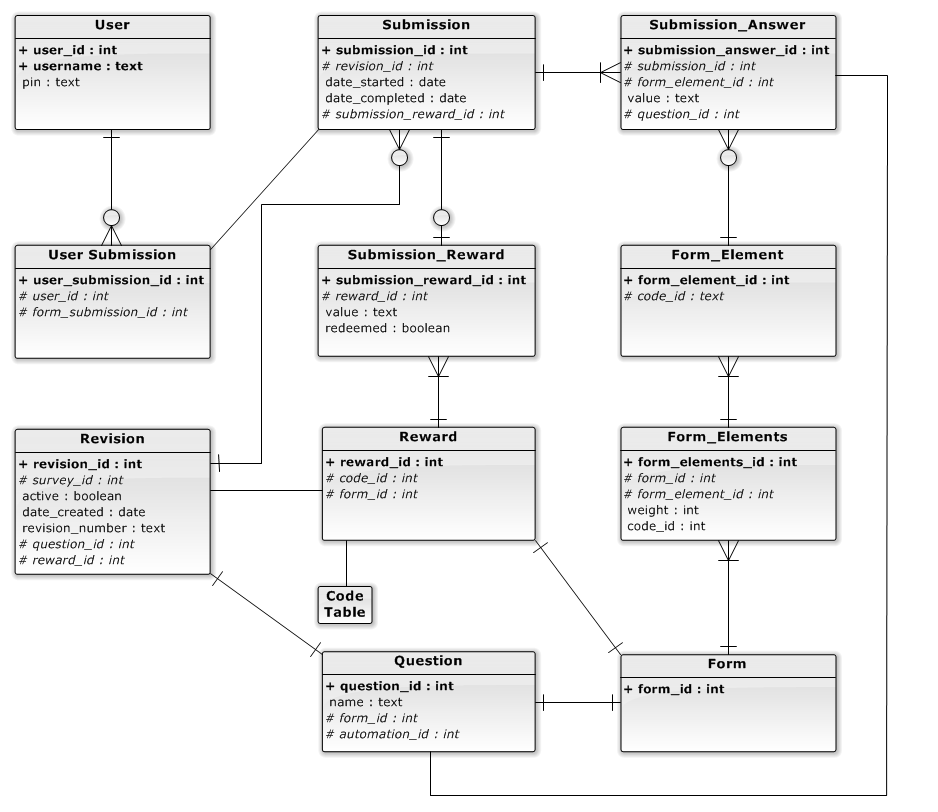 User
+ user_id : int
+ username : text
pin : text
Submission
+ submission_id : int
# revision_id : int
date_started : date
date_completed : date
# submission_reward_id : int
Submission_Answer
+ submission_answer_id : int
# submission_id : int
# form_element_id : int
value : text
# question_id : int
User Submission
+ user_submission_id : int
# user_id : int
# form_submission_id : int
Submission_Reward
+ submission_reward_id : int
# reward_id : int
value : text
redeemed : boolean
Form_Element
+ form_element_id : int
# code_id : text
Revision
+ revision_id : int
# survey_id : int
active : boolean
date_created : date
revision_number : text
# question_id : int
# reward_id : int
Reward
+ reward_id : int
# code_id : int
# form_id : int
Form_Elements
+ form_elements_id : int
# form_id : int
# form_element_id : int
weight : int
code_id : int
Code
Table
Question
+ question_id : int
name : text
# form_id : int
# automation_id : int
Form
+ form_id : int